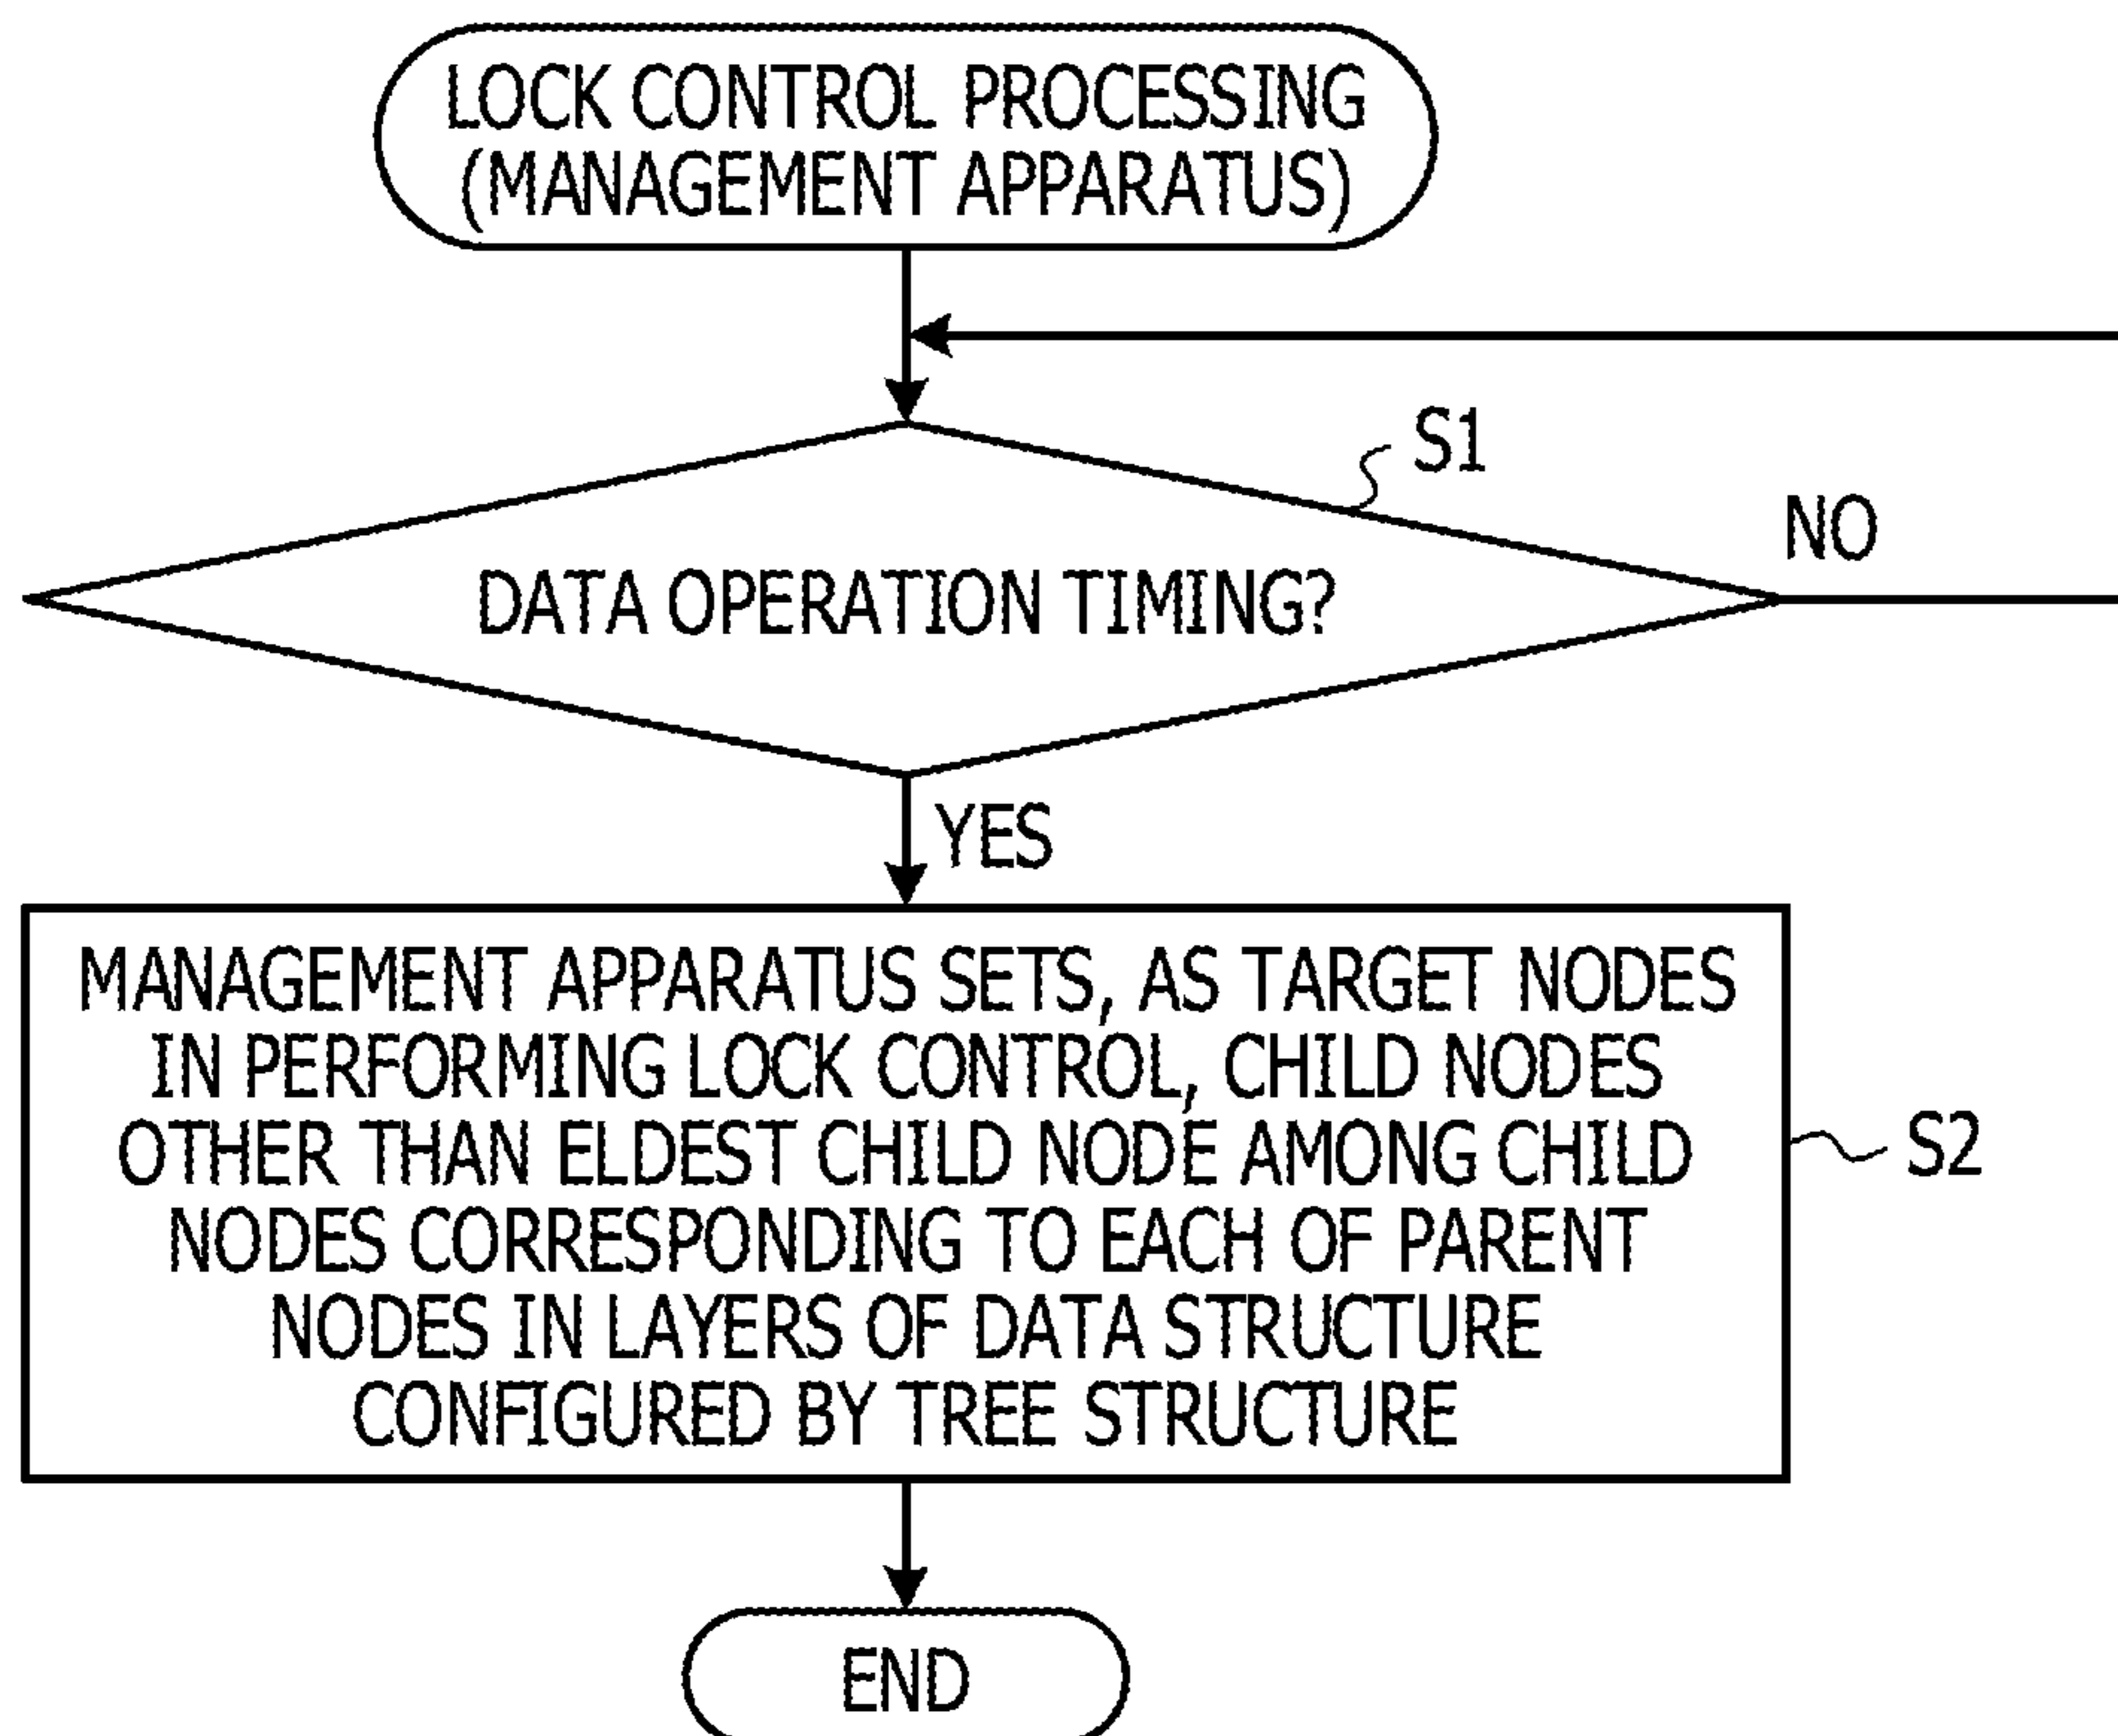 LOCK CONTROL PROCESSING
(MANAGEMENT APPARATUS)
S1
NO
DATA OPERATION TIMING?
YES
MANAGEMENT APPARATUS SETS, AS TARGET NODES
IN PERFORMING LOCK CONTROL, CHILD NODES
OTHER THAN ELDEST CHILD NODE AMONG CHILD
NODES CORRESPONDING TO EACH OF PARENT
NODES IN LAYERS OF DATA STRUCTURE
CONFIGURED BY TREE STRUCTURE
S2
END